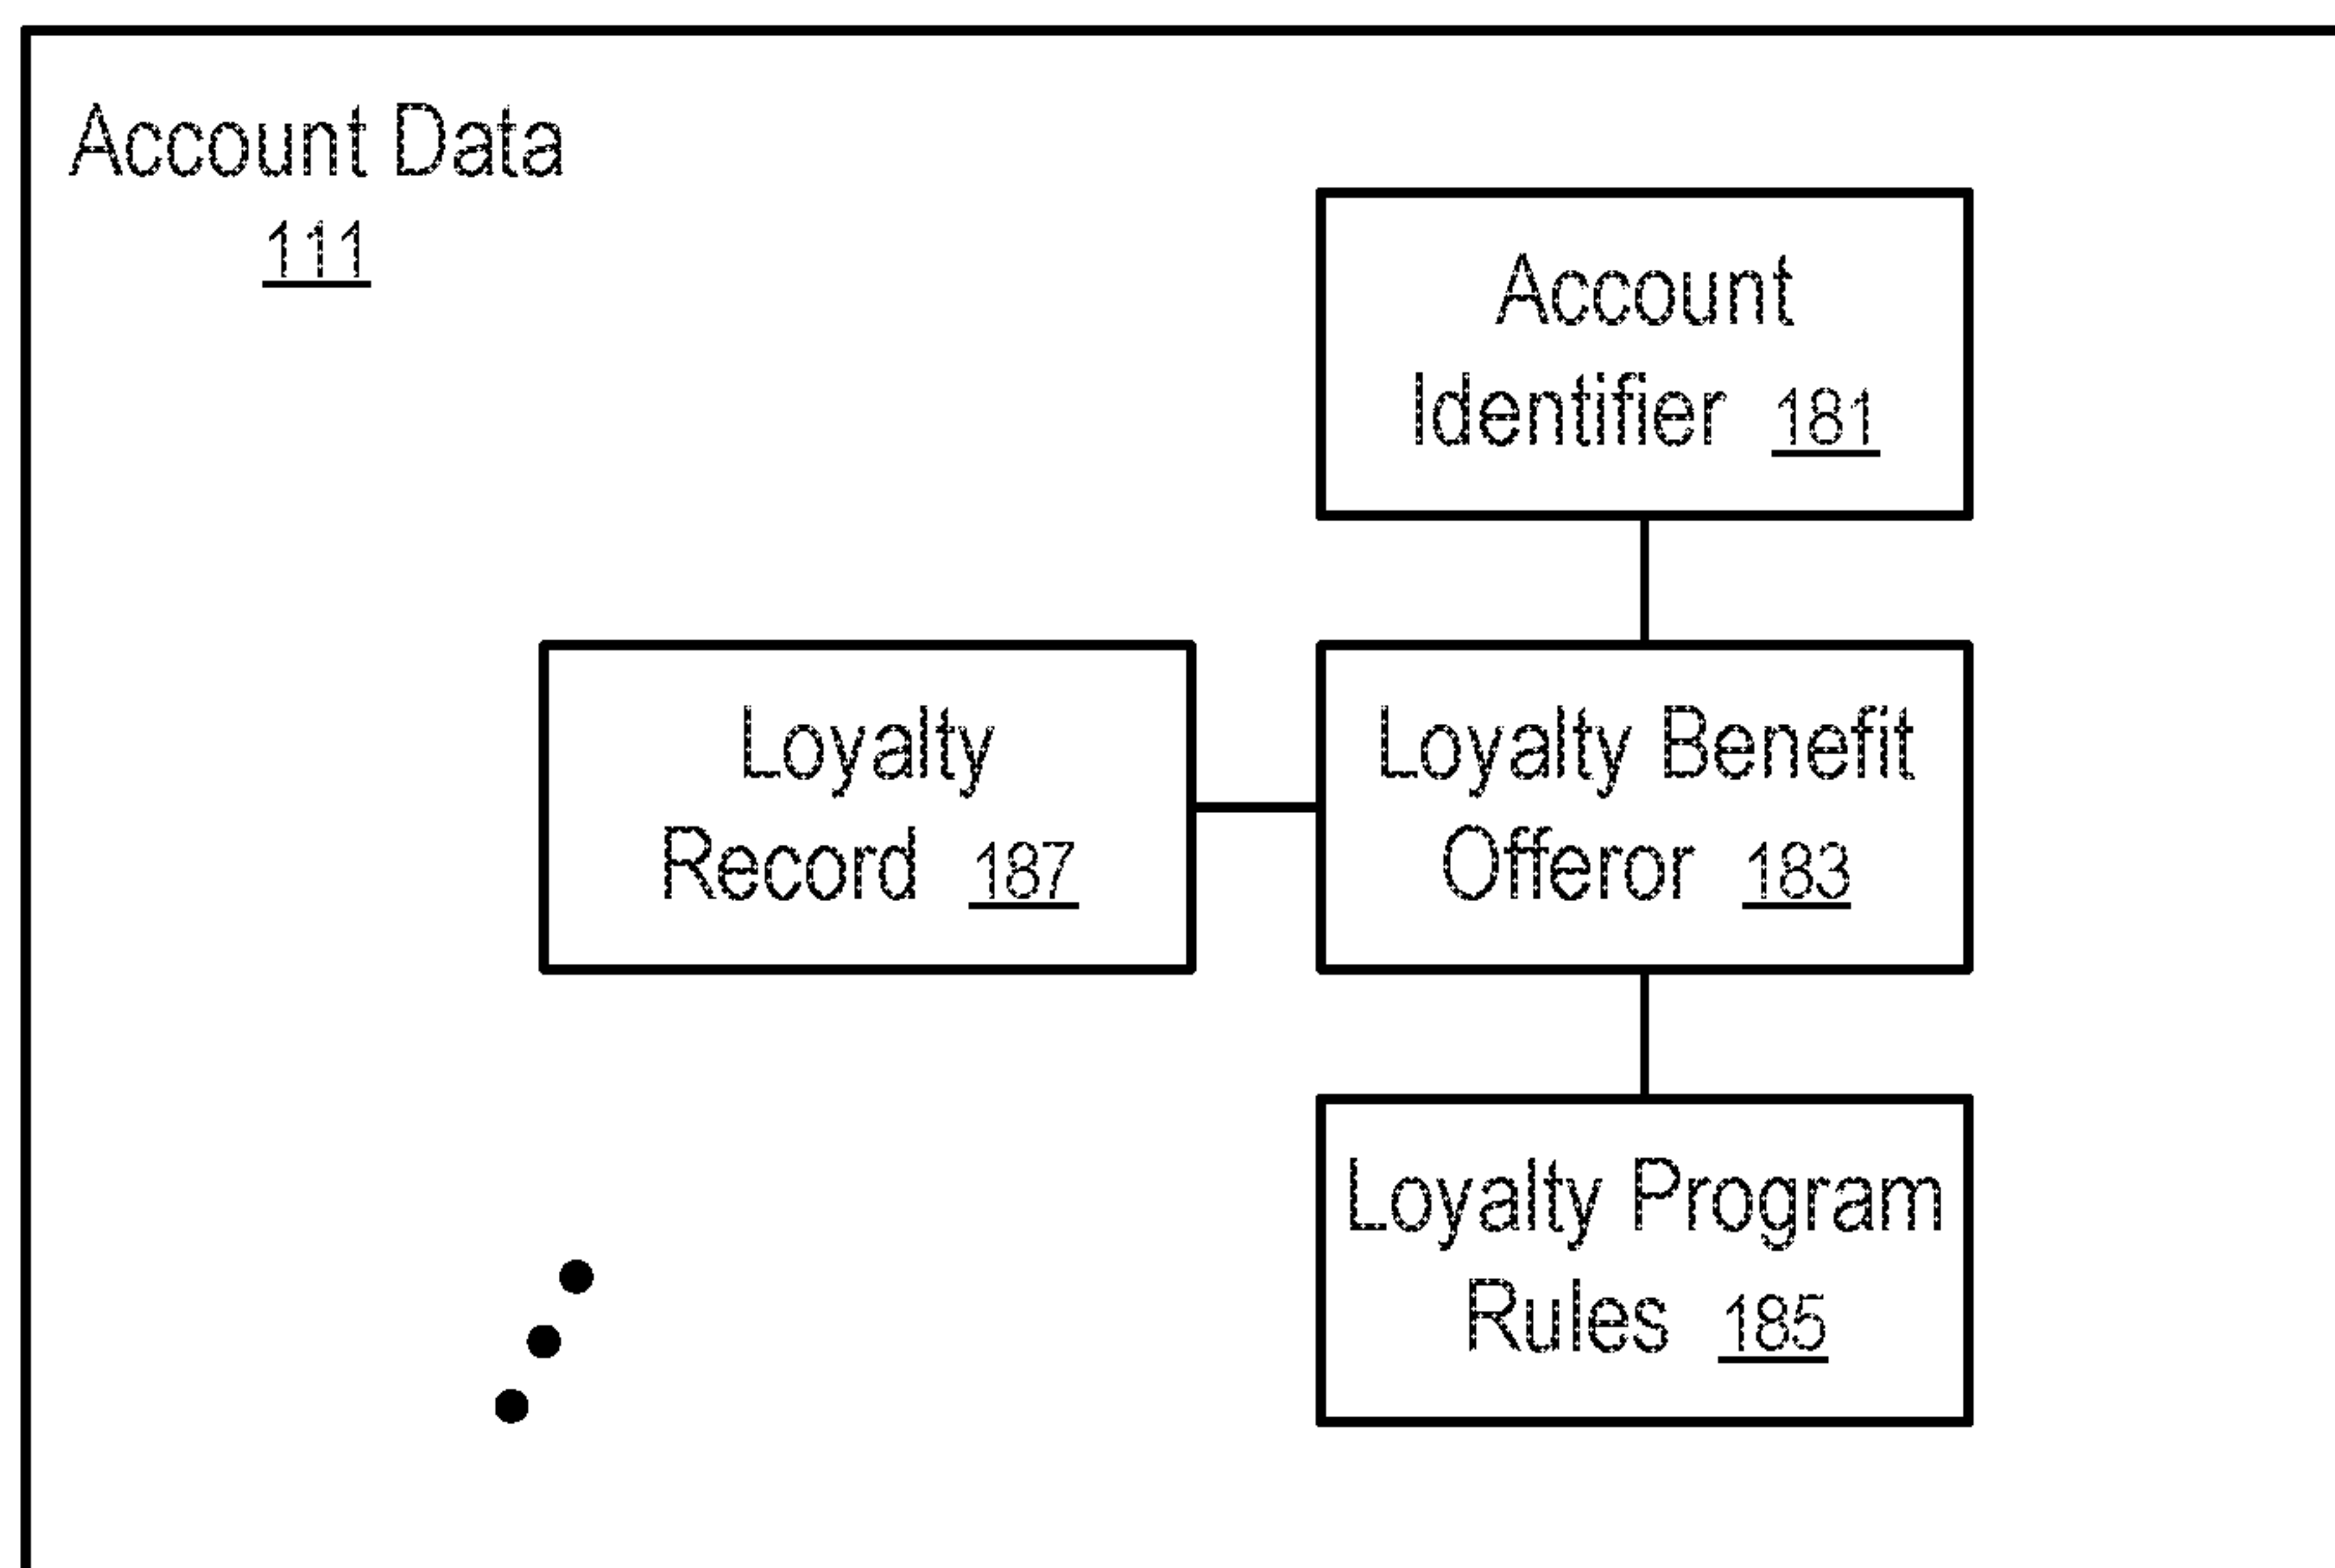 Account Data
111
Account
Identifier 181
Loyalty
Record 187
Loyalty Benefit
Offeror 183
Loyalty Program
Rules 185